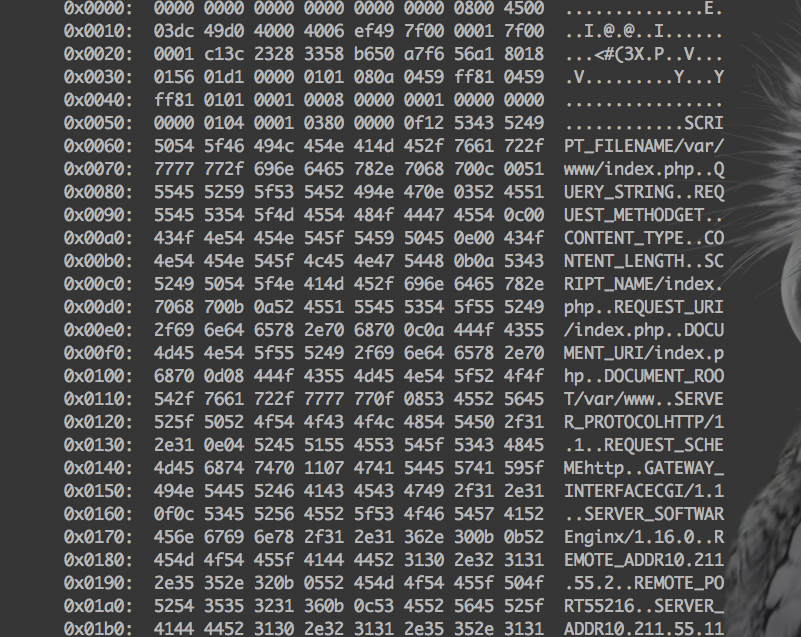 0x0000: 0000 0000 0000 0000 0000 0000 0800 4500 .............E.
0x0010: 03dc 49d0 4000 4006 ef49 7f00 0001 7f00 ..I.@.@..I......
0x0020: 0001 c13c 2328 3358 b650 a7f6 56a1 8018 ...<#(3X.P..V...
0x0030: 0156 01d1 0000 0101 080a 0459 ff81 0459 .V.........Y...Y
0x0040: ff81 0101 0001 0008 0000 0001 0000 0000 ................
0x0050: 0000 0104 0001 0380 0000 0f12 5343 5249 ............SCRI
0x0060: 5054 5f46 494c 454e 414d 452f 7661 722f PT_FILENAME/var/
0x0070: 7777 772f 696e 6465 782e 7068 700c 0051 www/index.php..Q
0x0080: 5545 5259 5f53 5452 494e 470e 0352 4551 UERY_STRING..REQ
0x0090: 5545 5354 5f4d 4554 484f 4447 4554 0c00 UEST_METHODGET..
0x00a0: 434f 4e54 454e 545f 5459 5045 0e00 434f CONTENT_TYPE..CO
0x00b0: 4e54 454e 545f 4c45 4e47 5448 0b0a 5343 NTENT_LENGTH..SC
0x00c0: 5249 5054 5f4e 414d 452f 696e 6465 782e RIPT_NAME/index.
0x00d0: 7068 700b 0a52 4551 5545 5354 5f55 5249 php..REQUEST_URI
0x00e0: 2f69 6e64 6578 2e70 6870 0c0a 444f 4355 /index.php..DOCU
0x00f0: 4d45 4e54 5f55 5249 2f69 6e64 6578 2e70 MENT_URI/index.p
0x0100: 6870 0d08 444f 4355 4d45 4e54 5f52 4f4f hp..DOCUMENT_ROO
0x0110: 542f 7661 722f 7777 770f 0853 4552 5645 T/var/www..SERVE
0x0120: 525f 5052 4f54 4f43 4f4c 4854 5450 2f31 R_PROTOCOLHTTP/1
0x0130: 2e31 0e04 5245 5155 4553 545f 5343 4845 .1..REQUEST_SCHE
0x0140: 4d45 6874 7470 1107 4741 5445 5741 595f MEhttp..GATEWAY_
0x0150: 494e 5445 5246 4143 4543 4749 2f31 2e31 INTERFACECGI/1.1
0x0160: 0f0c 5345 5256 4552 5f53 4f46 5457 4152 ..SERVER_SOFTWAR
0x0170: 456e 6769 6e78 2f31 2e31 362e 300b 0b52 Enginx/1.16.0..R
0x0180: 454d 4f54 455f 4144 4452 3130 2e32 3131 EMOTE_ADDR10.211
0x0190: 2e35 352e 320b 0552 454d 4f54 455f 504f .55.2..REMOTE_PO
0x01a0: 5254 3535 3231 360b 0c53 4552 5645 525f RT55216..SERVER_
0x01b0: 4144 4452 3130 2e32 3131 2e35 352e 3131 ADDR10.211.55.11